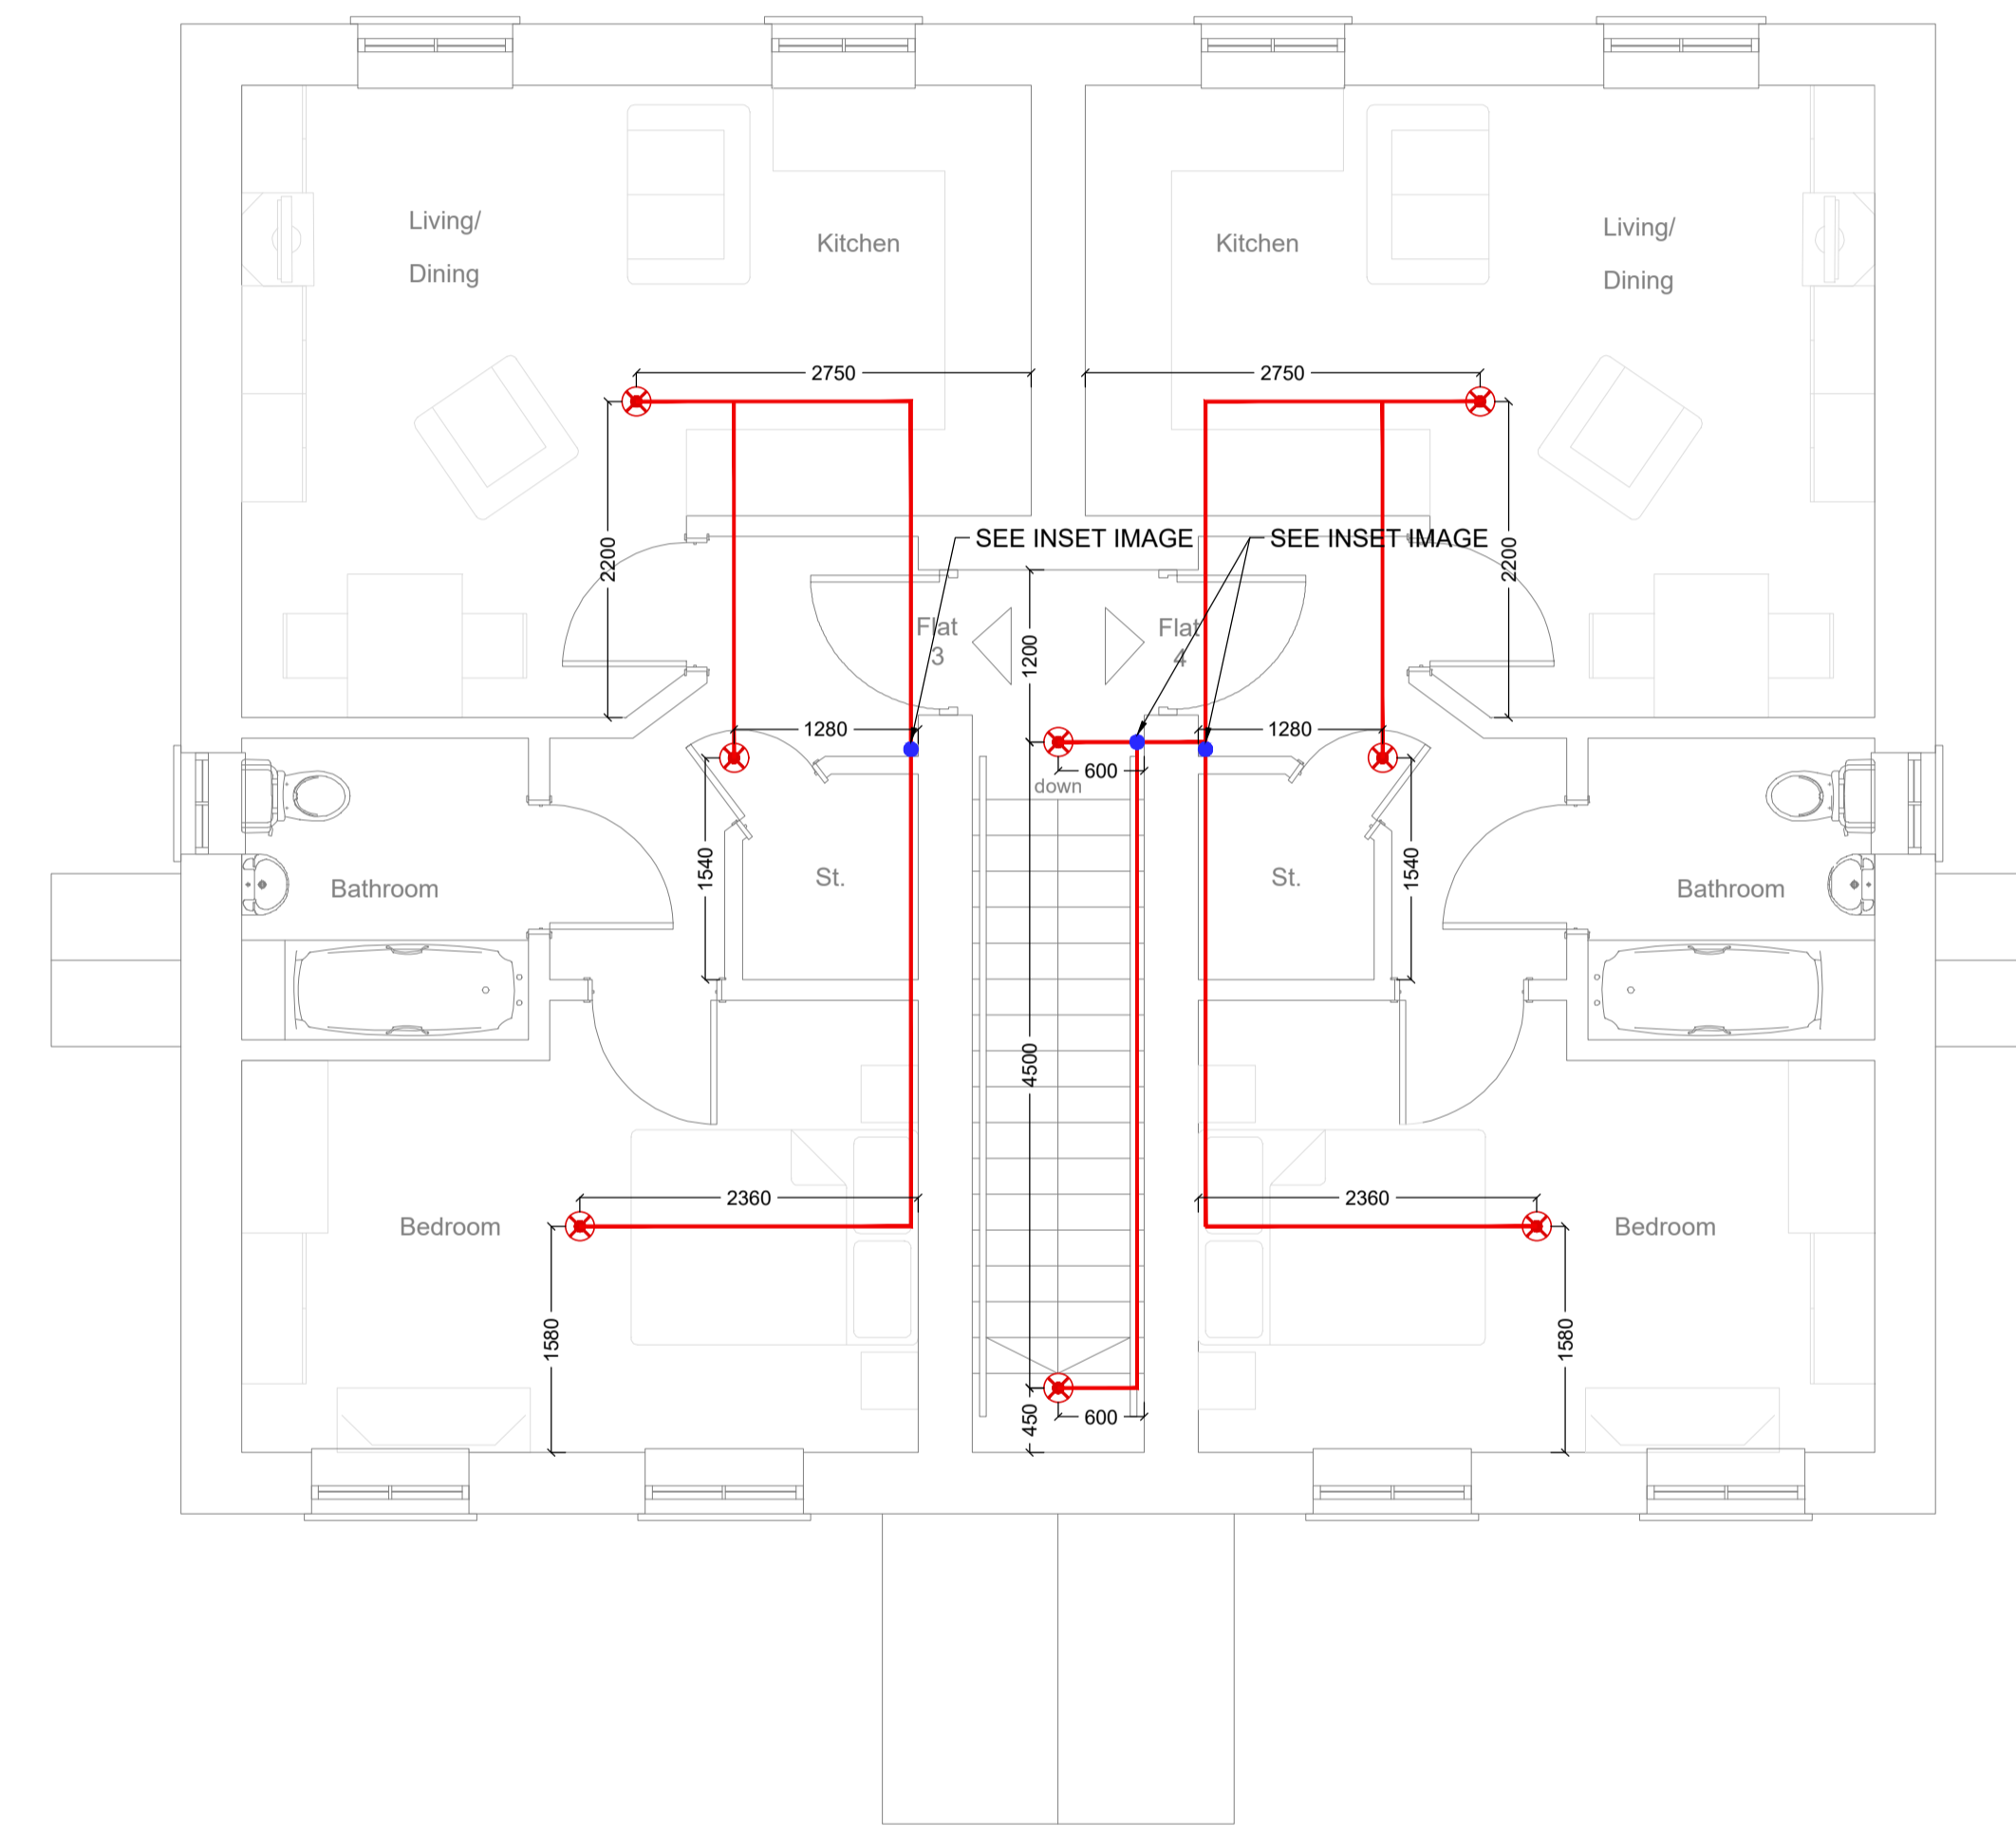 Living/
Dining
Kitchen
Kitchen
Living/
Dining
2750
2750
2200
SEE INSET IMAGE
SEE INSET IMAGE
2200
Flat
3
1200
Flat
4
1280
1280
600
down
1540
St.
St.
1540
Bathroom
Bathroom
4500
2360
2360
Bedroom
Bedroom
1580
1580
450
600